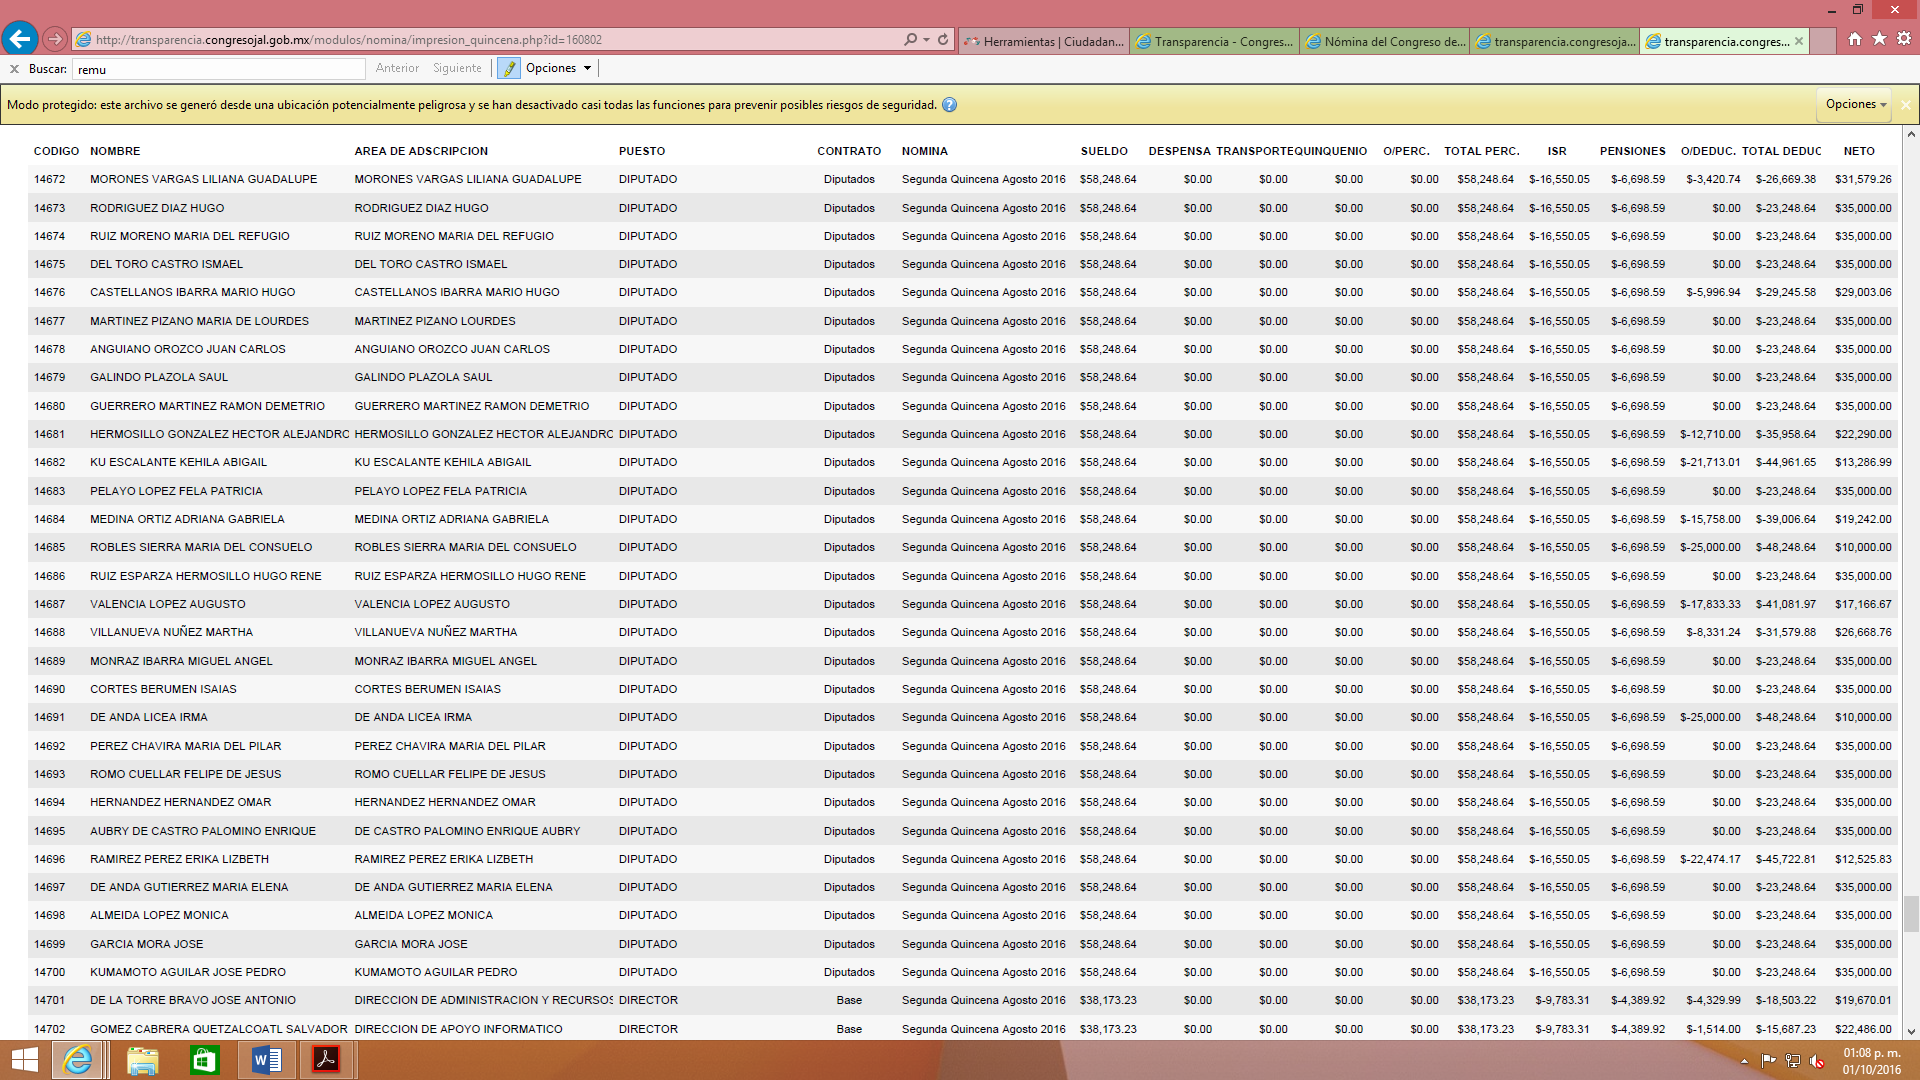 http://transparencia.congresojal.gob.mx/modulos/nomina/impresion_quincena.php?id=160802 Herramientas | Ciudadan... Transparencia - Congres... Nómina del Congreso de... transparencia.congresoja... transparencia.congres...
Buscar: remu Anterior Siguiente Opciones
Modo protegido: este archivo se generó desde una ubicación potencialmente peligrosa y se han desactivado casi todas las funciones para prevenir posibles riesgos de seguridad. Opciones
CODIGO NOMBRE AREA DE ADSCRIPCION PUESTO CONTRATO NOMINA SUELDO DESPENSA TRANSPORTEQUINQUENIO O/PERC. TOTAL PERC. ISR PENSIONES O/DEDUC. TOTAL DEDUC NETO
14672 MORONES VARGAS LILIANA GUADALUPE MORONES VARGAS LILIANA GUADALUPE DIPUTADO Diputados Segunda Quincena Agosto 2016 $58,248.64 $0.00 $0.00 $0.00 $0.00 $58,248.64 $-16,550.05 $-6,698.59 $-3,420.74 $-26,669.38 $31,579.26
14673 RODRIGUEZ DIAZ HUGO RODRIGUEZ DIAZ HUGO DIPUTADO Diputados Segunda Quincena Agosto 2016 $58,248.64 $0.00 $0.00 $0.00 $0.00 $58,248.64 $-16,550.05 $-6,698.59 $0.00 $-23,248.64 $35,000.00
14674 RUIZ MORENO MARIA DEL REFUGIO RUIZ MORENO MARIA DEL REFUGIO DIPUTADO Diputados Segunda Quincena Agosto 2016 $58,248.64 $0.00 $0.00 $0.00 $0.00 $58,248.64 $-16,550.05 $-6,698.59 $0.00 $-23,248.64 $35,000.00
14675 DEL TORO CASTRO ISMAEL DEL TORO CASTRO ISMAEL DIPUTADO Diputados Segunda Quincena Agosto 2016 $58,248.64 $0.00 $0.00 $0.00 $0.00 $58,248.64 $-16,550.05 $-6,698.59 $0.00 $-23,248.64 $35,000.00
14676 CASTELLANOS IBARRA MARIO HUGO CASTELLANOS IBARRA MARIO HUGO DIPUTADO Diputados Segunda Quincena Agosto 2016 $58,248.64 $0.00 $0.00 $0.00 $0.00 $58,248.64 $-16,550.05 $-6,698.59 $-5,996.94 $-29,245.58 $29,003.06
14677 MARTINEZ PIZANO MARIA DE LOURDES MARTINEZ PIZANO LOURDES DIPUTADO Diputados Segunda Quincena Agosto 2016 $58,248.64 $0.00 $0.00 $0.00 $0.00 $58,248.64 $-16,550.05 $-6,698.59 $0.00 $-23,248.64 $35,000.00
14678 ANGUIANO OROZCO JUAN CARLOS ANGUIANO OROZCO JUAN CARLOS DIPUTADO Diputados Segunda Quincena Agosto 2016 $58,248.64 $0.00 $0.00 $0.00 $0.00 $58,248.64 $-16,550.05 $-6,698.59 $0.00 $-23,248.64 $35,000.00
14679 GALINDO PLAZOLA SAUL GALINDO PLAZOLA SAUL DIPUTADO Diputados Segunda Quincena Agosto 2016 $58,248.64 $0.00 $0.00 $0.00 $0.00 $58,248.64 $-16,550.05 $-6,698.59 $0.00 $-23,248.64 $35,000.00
14680 GUERRERO MARTINEZ RAMON DEMETRIO GUERRERO MARTINEZ RAMON DEMETRIO DIPUTADO Diputados Segunda Quincena Agosto 2016 $58,248.64 $0.00 $0.00 $0.00 $0.00 $58,248.64 $-16,550.05 $-6,698.59 $0.00 $-23,248.64 $35,000.00
14681 HERMOSILLO GONZALEZ HECTOR ALEJANDRO HERMOSILLO GONZALEZ HECTOR ALEJANDRO DIPUTADO Diputados Segunda Quincena Agosto 2016 $58,248.64 $0.00 $0.00 $0.00 $0.00 $58,248.64 $-16,550.05 $-6,698.59 $-12,710.00 $-35,958.64 $22,290.00
14682 KU ESCALANTE KEHILA ABIGAIL KU ESCALANTE KEHILA ABIGAIL DIPUTADO Diputados Segunda Quincena Agosto 2016 $58,248.64 $0.00 $0.00 $0.00 $0.00 $58,248.64 $-16,550.05 $-6,698.59 $-21,713.01 $-44,961.65 $13,286.99
14683 PELAYO LOPEZ FELA PATRICIA PELAYO LOPEZ FELA PATRICIA DIPUTADO Diputados Segunda Quincena Agosto 2016 $58,248.64 $0.00 $0.00 $0.00 $0.00 $58,248.64 $-16,550.05 $-6,698.59 $0.00 $-23,248.64 $35,000.00
14684 MEDINA ORTIZ ADRIANA GABRIELA MEDINA ORTIZ ADRIANA GABRIELA DIPUTADO Diputados Segunda Quincena Agosto 2016 $58,248.64 $0.00 $0.00 $0.00 $0.00 $58,248.64 $-16,550.05 $-6,698.59 $-15,758.00 $-39,006.64 $19,242.00
14685 ROBLES SIERRA MARIA DEL CONSUELO ROBLES SIERRA MARIA DEL CONSUELO DIPUTADO Diputados Segunda Quincena Agosto 2016 $58,248.64 $0.00 $0.00 $0.00 $0.00 $58,248.64 $-16,550.05 $-6,698.59 $-25,000.00 $-48,248.64 $10,000.00
14686 RUIZ ESPARZA HERMOSILLO HUGO RENE RUIZ ESPARZA HERMOSILLO HUGO RENE DIPUTADO Diputados Segunda Quincena Agosto 2016 $58,248.64 $0.00 $0.00 $0.00 $0.00 $58,248.64 $-16,550.05 $-6,698.59 $0.00 $-23,248.64 $35,000.00
14687 VALENCIA LOPEZ AUGUSTO VALENCIA LOPEZ AUGUSTO DIPUTADO Diputados Segunda Quincena Agosto 2016 $58,248.64 $0.00 $0.00 $0.00 $0.00 $58,248.64 $-16,550.05 $-6,698.59 $-17,833.33 $-41,081.97 $17,166.67
14688 VILLANUEVA NUÑEZ MARTHA VILLANUEVA NUÑEZ MARTHA DIPUTADO Diputados Segunda Quincena Agosto 2016 $58,248.64 $0.00 $0.00 $0.00 $0.00 $58,248.64 $-16,550.05 $-6,698.59 $-8,331.24 $-31,579.88 $26,668.76
14689 MONRAZ IBARRA MIGUEL ANGEL MONRAZ IBARRA MIGUEL ANGEL DIPUTADO Diputados Segunda Quincena Agosto 2016 $58,248.64 $0.00 $0.00 $0.00 $0.00 $58,248.64 $-16,550.05 $-6,698.59 $0.00 $-23,248.64 $35,000.00
14690 CORTES BERUMEN ISAIAS CORTES BERUMEN ISAIAS DIPUTADO Diputados Segunda Quincena Agosto 2016 $58,248.64 $0.00 $0.00 $0.00 $0.00 $58,248.64 $-16,550.05 $-6,698.59 $0.00 $-23,248.64 $35,000.00
14691 DE ANDA LICEA IRMA DE ANDA LICEA IRMA DIPUTADO Diputados Segunda Quincena Agosto 2016 $58,248.64 $0.00 $0.00 $0.00 $0.00 $58,248.64 $-16,550.05 $-6,698.59 $-25,000.00 $-48,248.64 $10,000.00
14692 PEREZ CHAVIRA MARIA DEL PILAR PEREZ CHAVIRA MARIA DEL PILAR DIPUTADO Diputados Segunda Quincena Agosto 2016 $58,248.64 $0.00 $0.00 $0.00 $0.00 $58,248.64 $-16,550.05 $-6,698.59 $0.00 $-23,248.64 $35,000.00
14693 ROMO CUELLAR FELIPE DE JESUS ROMO CUELLAR FELIPE DE JESUS DIPUTADO Diputados Segunda Quincena Agosto 2016 $58,248.64 $0.00 $0.00 $0.00 $0.00 $58,248.64 $-16,550.05 $-6,698.59 $0.00 $-23,248.64 $35,000.00
14694 HERNANDEZ HERNANDEZ OMAR HERNANDEZ HERNANDEZ OMAR DIPUTADO Diputados Segunda Quincena Agosto 2016 $58,248.64 $0.00 $0.00 $0.00 $0.00 $58,248.64 $-16,550.05 $-6,698.59 $0.00 $-23,248.64 $35,000.00
14695 AUBRY DE CASTRO PALOMINO ENRIQUE DE CASTRO PALOMINO ENRIQUE AUBRY DIPUTADO Diputados Segunda Quincena Agosto 2016 $58,248.64 $0.00 $0.00 $0.00 $0.00 $58,248.64 $-16,550.05 $-6,698.59 $0.00 $-23,248.64 $35,000.00
14696 RAMIREZ PEREZ ERIKA LIZBETH RAMIREZ PEREZ ERIKA LIZBETH DIPUTADO Diputados Segunda Quincena Agosto 2016 $58,248.64 $0.00 $0.00 $0.00 $0.00 $58,248.64 $-16,550.05 $-6,698.59 $-22,474.17 $-45,722.81 $12,525.83
14697 DE ANDA GUTIERREZ MARIA ELENA DE ANDA GUTIERREZ MARIA ELENA DIPUTADO Diputados Segunda Quincena Agosto 2016 $58,248.64 $0.00 $0.00 $0.00 $0.00 $58,248.64 $-16,550.05 $-6,698.59 $0.00 $-23,248.64 $35,000.00
14698 ALMEIDA LOPEZ MONICA ALMEIDA LOPEZ MONICA DIPUTADO Diputados Segunda Quincena Agosto 2016 $58,248.64 $0.00 $0.00 $0.00 $0.00 $58,248.64 $-16,550.05 $-6,698.59 $0.00 $-23,248.64 $35,000.00
14699 GARCIA MORA JOSE GARCIA MORA JOSE DIPUTADO Diputados Segunda Quincena Agosto 2016 $58,248.64 $0.00 $0.00 $0.00 $0.00 $58,248.64 $-16,550.05 $-6,698.59 $0.00 $-23,248.64 $35,000.00
14700 KUMAMOTO AGUILAR JOSE PEDRO KUMAMOTO AGUILAR PEDRO DIPUTADO Diputados Segunda Quincena Agosto 2016 $58,248.64 $0.00 $0.00 $0.00 $0.00 $58,248.64 $-16,550.05 $-6,698.59 $0.00 $-23,248.64 $35,000.00
14701 DE LA TORRE BRAVO JOSE ANTONIO DIRECCION DE ADMINISTRACION Y RECURSOS DIRECTOR Base Segunda Quincena Agosto 2016 $38,173.23 $0.00 $0.00 $0.00 $0.00 $38,173.23 $-9,783.31 $-4,389.92 $-4,329.99 $-18,503.22 $19,670.01
14702 GOMEZ CABRERA QUETZALCOATL SALVADOR DIRECCION DE APOYO INFORMATICO DIRECTOR Base Segunda Quincena Agosto 2016 $38,173.23 $0.00 $0.00 $0.00 $0.00 $38,173.23 $-9,783.31 $-4,389.92 $-1,514.00 $-15,687.23 $22,486.00
01:08 p. m.
01/10/2016